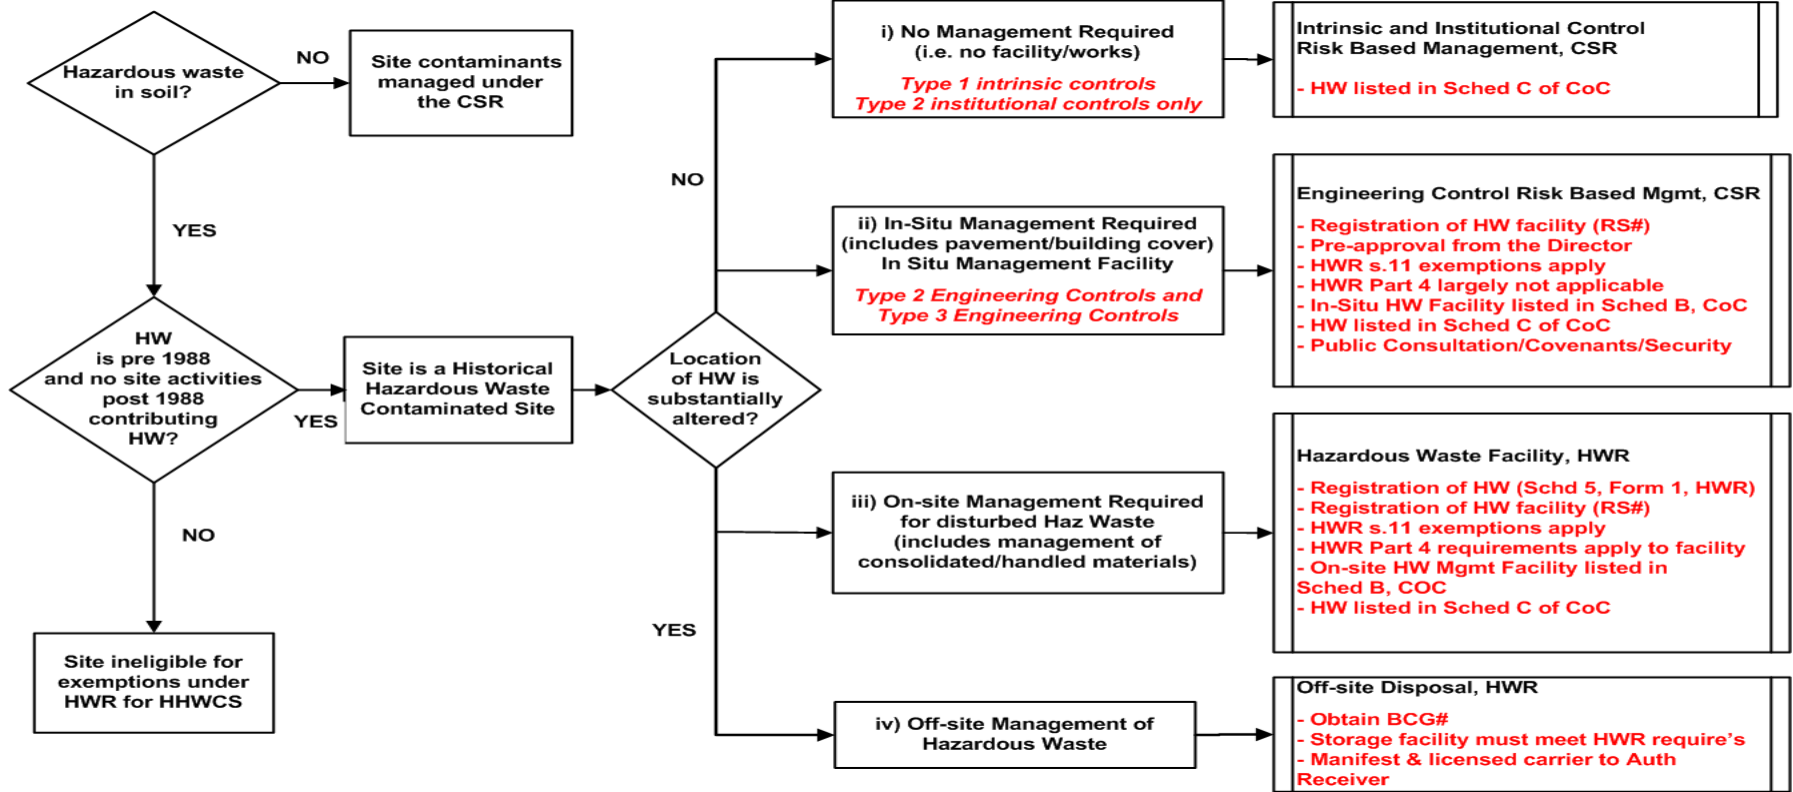 Hazardous waste
in soil?
NO
Site contaminants
managed under
the CSR
YES
HW
is pre 1988
and no site activities
post 1988
contributing
HW?
YES
Site is a Historical
Hazardous Waste
Contaminated Site
NO
Site ineligible for
exemptions under
HWR for HHWCS
Location
of HW is
substantially
altered?
NO
YES
i) No Management Required
(i.e. no facility/works)
Type 1 intrinsic controls
Type 2 institutional controls only
Intrinsic and Institutional Control
Risk Based Management, CSR
- HW listed in Sched C of CoC
ii) In-Situ Management Required
(includes pavement/building cover)
In Situ Management Facility
Type 2 Engineering Controls and
Type 3 Engineering Controls
Engineering Control Risk Based Mgmt, CSR
- Registration of HW facility (RS#)
- Pre-approval from the Director
- HWR s.11 exemptions apply
- HWR Part 4 largely not applicable
- In-Situ HW Facility listed in Sched B, CoC
- HW listed in Sched C of CoC
- Public Consultation/Covenants/Security
iii) On-site Management Required
for disturbed Haz Waste
(includes management of
consolidated/handled materials)
Hazardous Waste Facility, HWR
- Registration of HW (Schd 5, Form 1, HWR)
- Registration of HW facility (RS#)
- HWR s.11 exemptions apply
- HWR Part 4 requirements apply to facility
- On-site HW Mgmt Facility listed in
Sched B, COC
- HW listed in Sched C of CoC
iv) Off-site Management of
Hazardous Waste
Off-site Disposal, HWR
- Obtain BCG#
- Storage facility must meet HWR require's
- Manifest & licensed carrier to Auth
Receiver